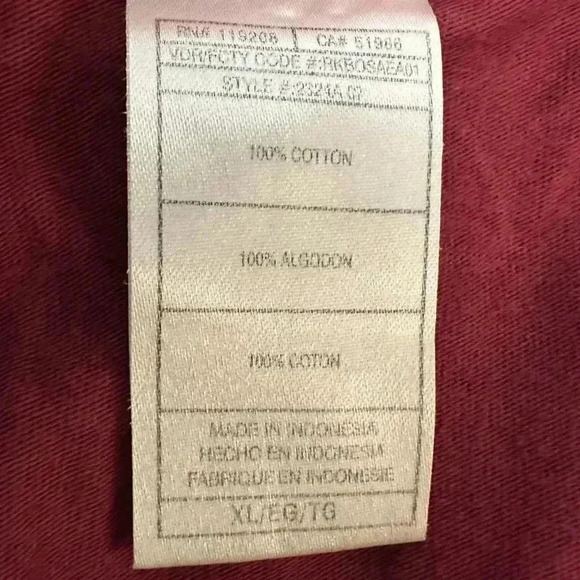 RN# 119208 CA# 51966
VDR/FCTY CODE #:RKBOSAEA01
STYLE #:2324A 07
100% COTTON
100% ALGODON
100% COTON
MADE IN INDONESIA
HECHO EN INDONESIA
FABRIQUE EN INDONESIE
XL/EG/TG